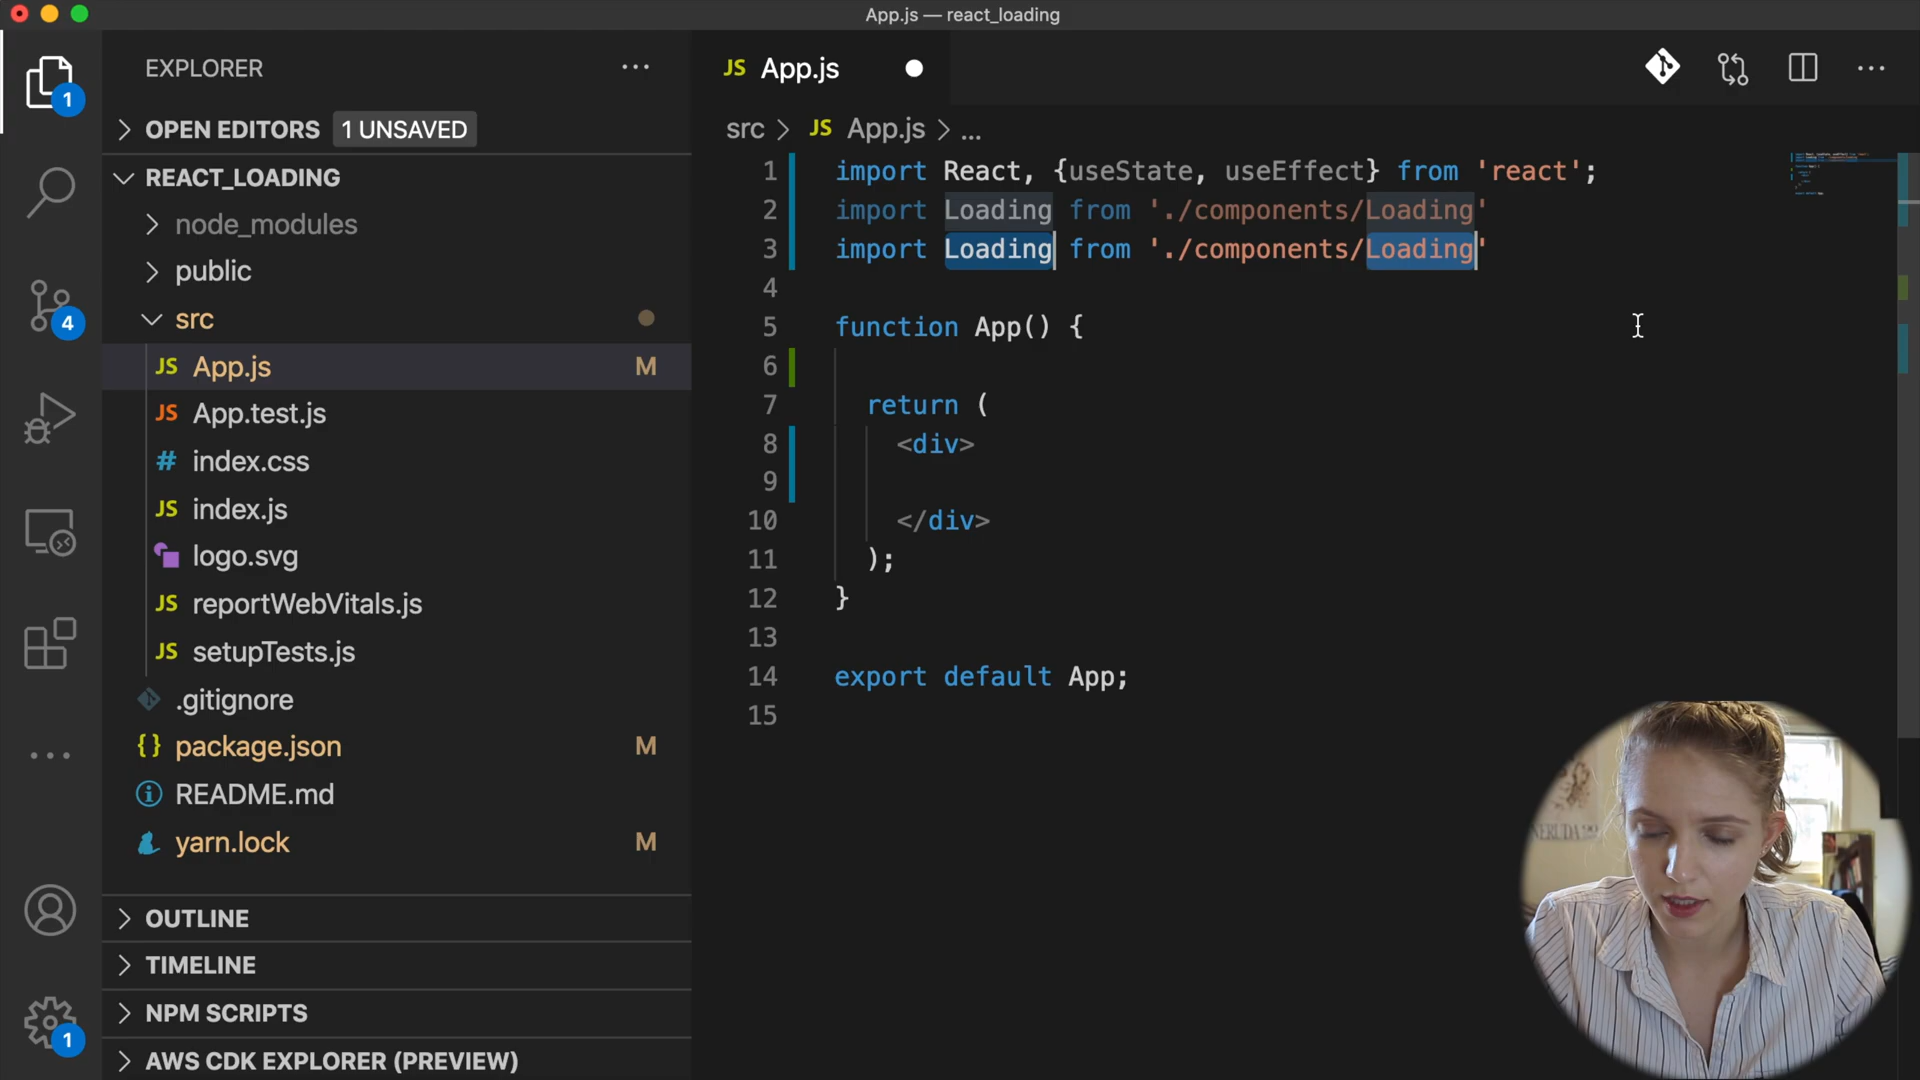 App.js — react_loading
EXPLORER
1
OPEN EDITORS 1 UNSAVED
REACT_LOADING
node_modules
public
src
JS App.js M
JS App.test.js
# index.css
JS index.js
logo.svg
JS reportWebVitals.js
JS setupTests.js
.gitignore
{} package.json M
README.md
yarn.lock M
OUTLINE
TIMELINE
NPM SCRIPTS
AWS CDK EXPLORER (PREVIEW)
4
1
JS App.js
src > JS App.js > ...
1 import React, {useState, useEffect} from 'react';
2 import Loading from './components/Loading'
3 import Loading from './components/Loading'
4
5 function App() {
6
7 return (
8 <div>
9
10 </div>
11 );
12 }
13
14 export default App;
15